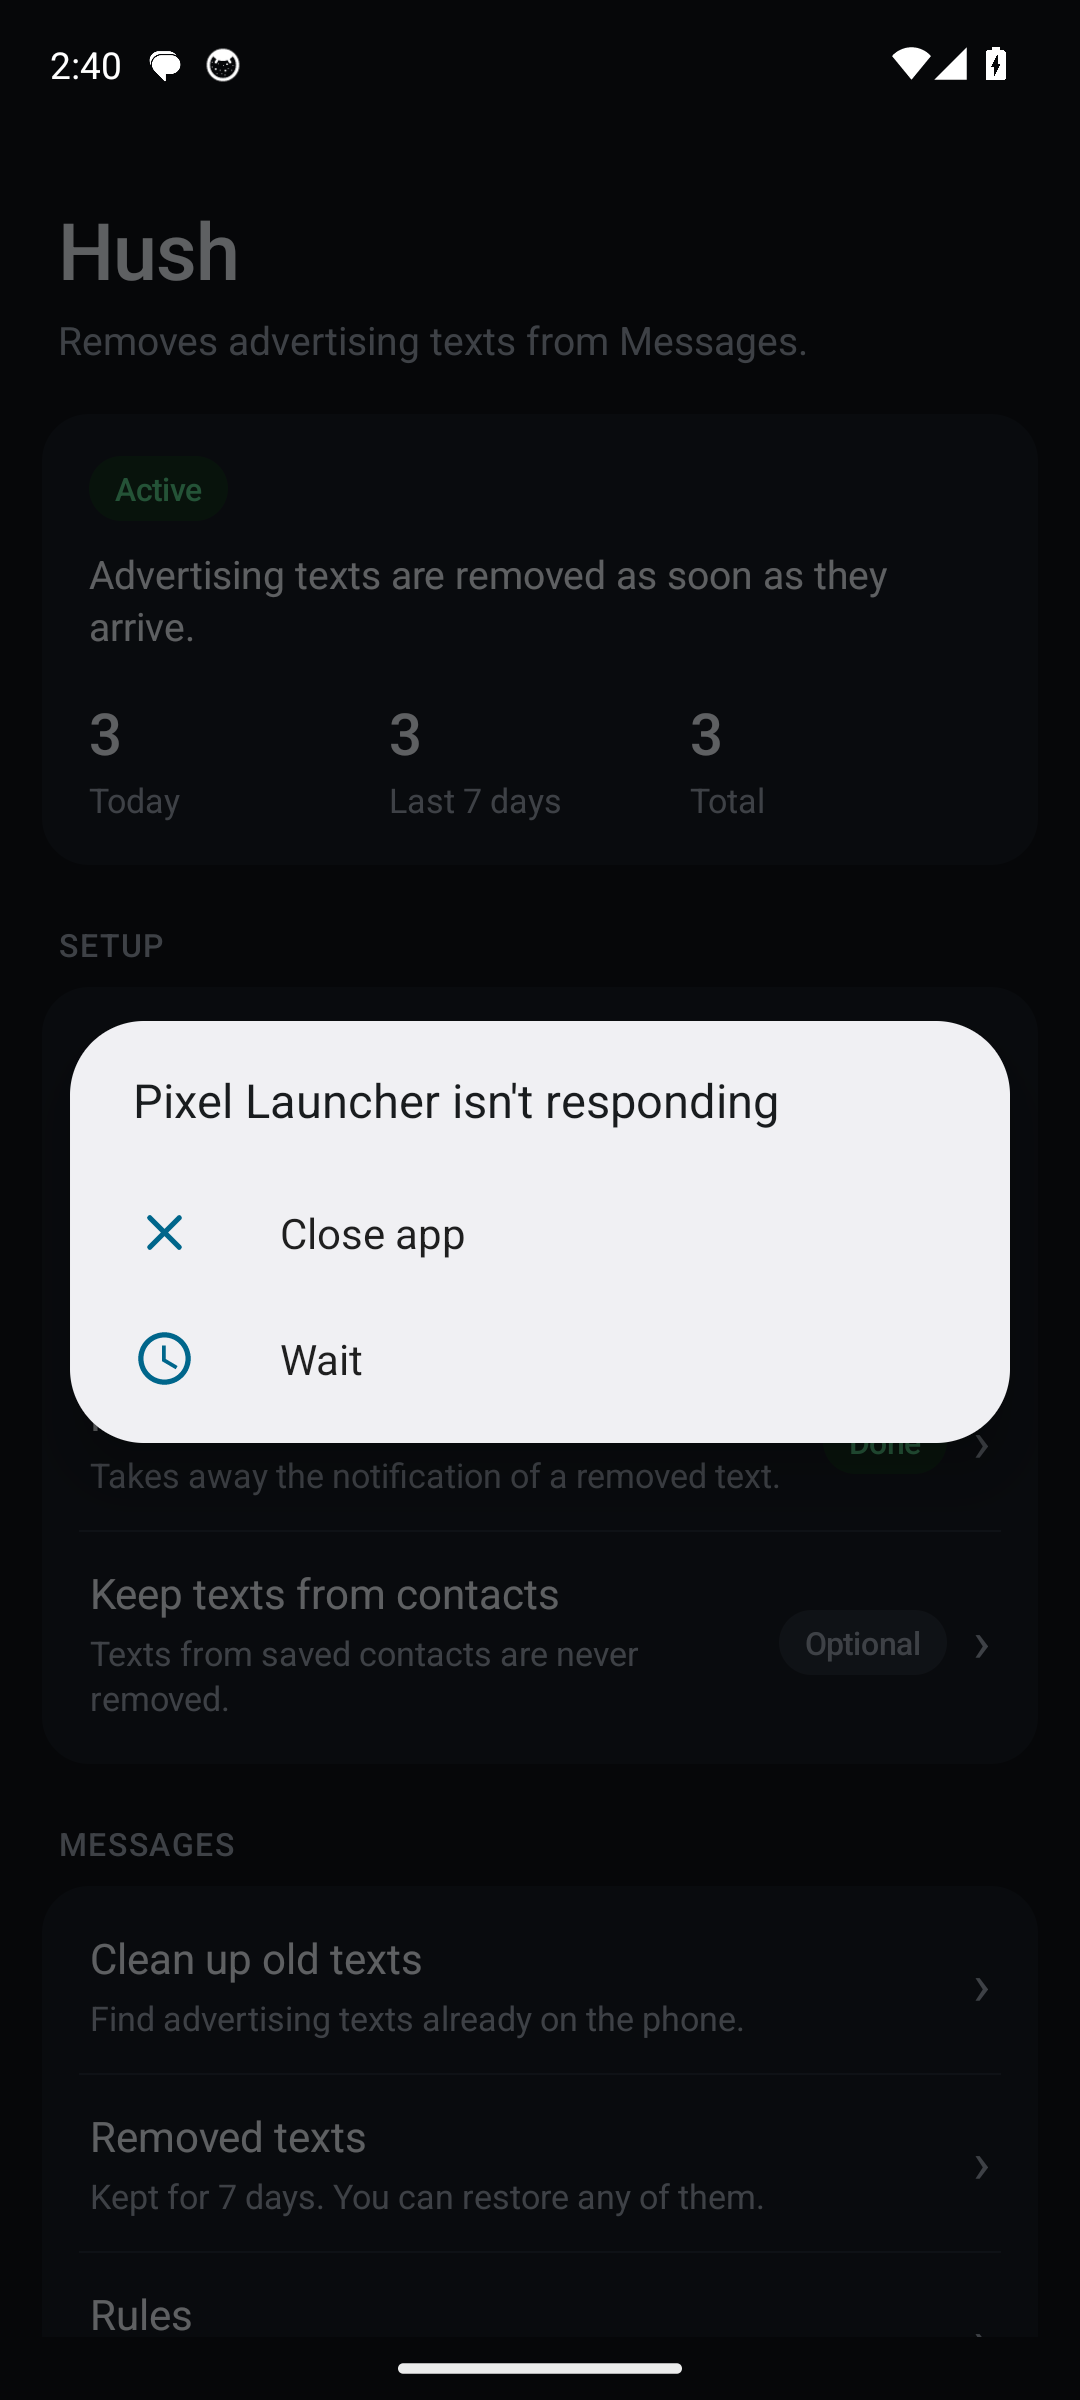 2:40
Hush
Removes advertising texts from Messages.
Active
Advertising texts are removed as soon as they
arrive.
3 3 3
Today Last 7 days Total
SETUP
Pixel Launcher isn't responding
Close app
Wait
Done
Takes away the notification of a removed text.
Keep texts from contacts
Optional
Texts from saved contacts are never
removed.
MESSAGES
Clean up old texts
Find advertising texts already on the phone.
Removed texts
Kept for 7 days. You can restore any of them.
Rules